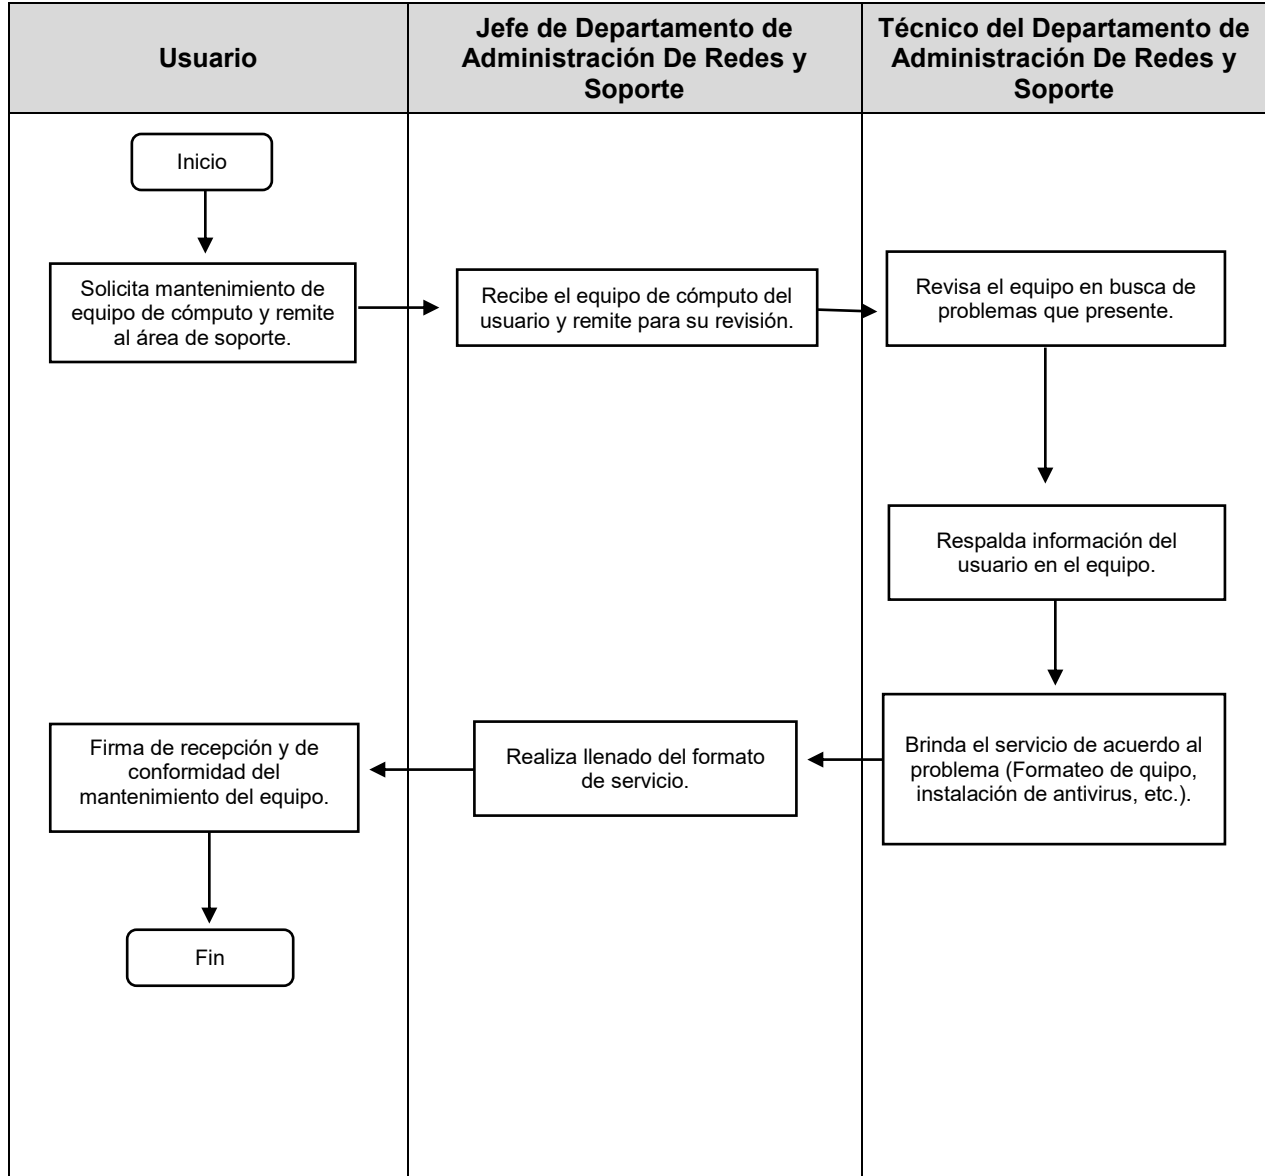 Usuario
Jefe de Departamento de
Administración De Redes y
Soporte
Técnico del Departamento de
Administración De Redes y
Soporte
Inicio
Solicita mantenimiento de
equipo de cómputo y remite
al área de soporte.
Recibe el equipo de cómputo del
usuario y remite para su revisión.
Revisa el equipo en busca de
problemas que presente.
Respalda información del
usuario en el equipo.
Brinda el servicio de acuerdo al
problema (Formateo de quipo,
instalación de antivirus, etc.).
Realiza llenado del formato
de servicio.
Firma de recepción y de
conformidad del
mantenimiento del equipo.
Fin